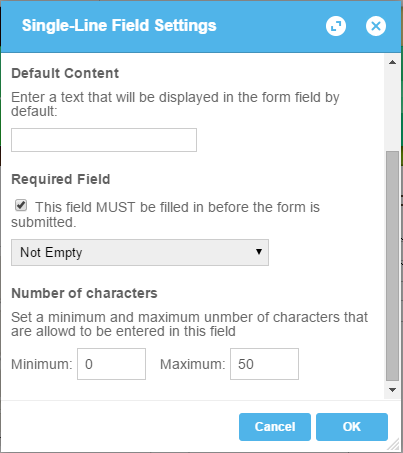 Single-Line Field Settings
Default Content
Enter a text that will be displayed in the form field by
default:
Required Field
This field MUST be filled in before the form is
submitted.
Not Empty
Number of characters
Set a minimum and maximum unmber of characters that
are allowd to be entered in this field
Minimum: 0 Maximum: 50
Cancel OK